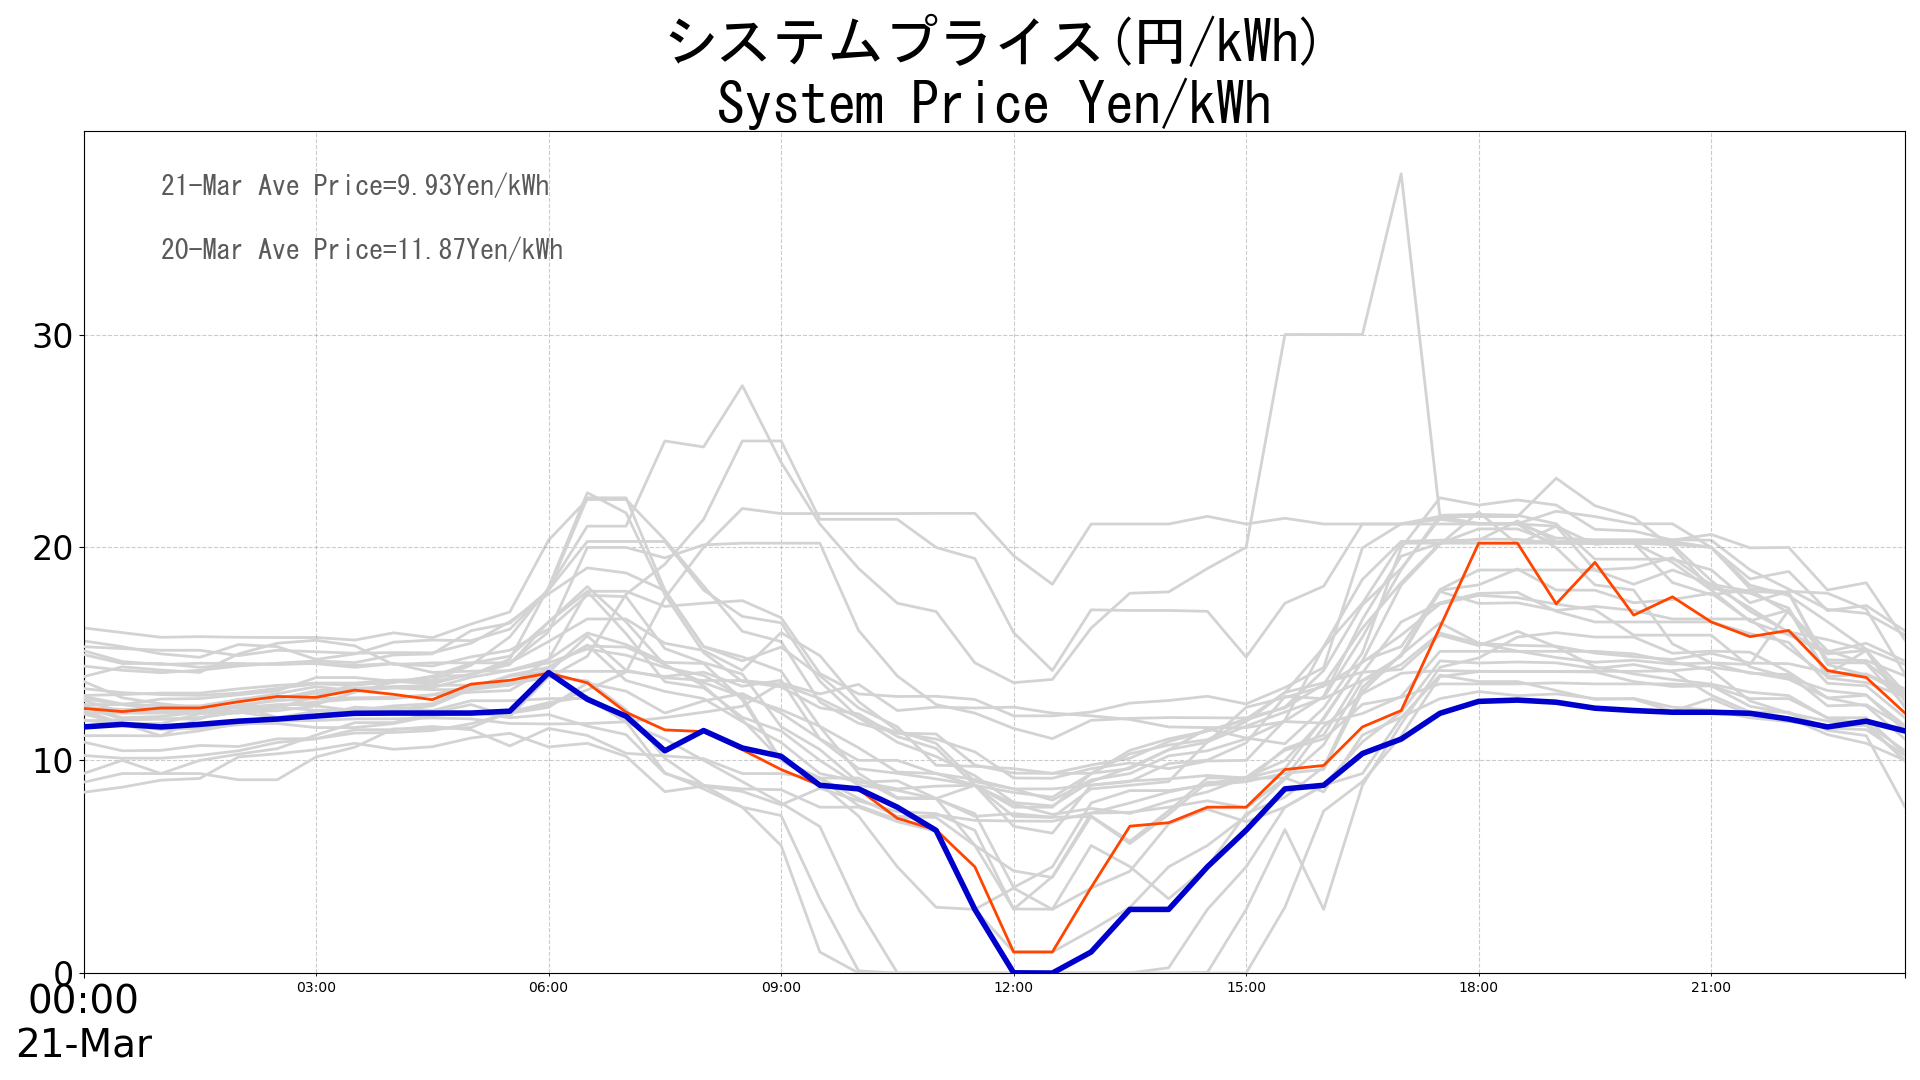 システムプライス(円/kWh)
System Price Yen/kWh
21-Mar Ave Price=9.93Yen/kWh
20-Mar Ave Price=11.87Yen/kWh
30
20
10
0
00:00
03:00
06:00
09:00
12:00
15:00
18:00
21:00
21-Mar